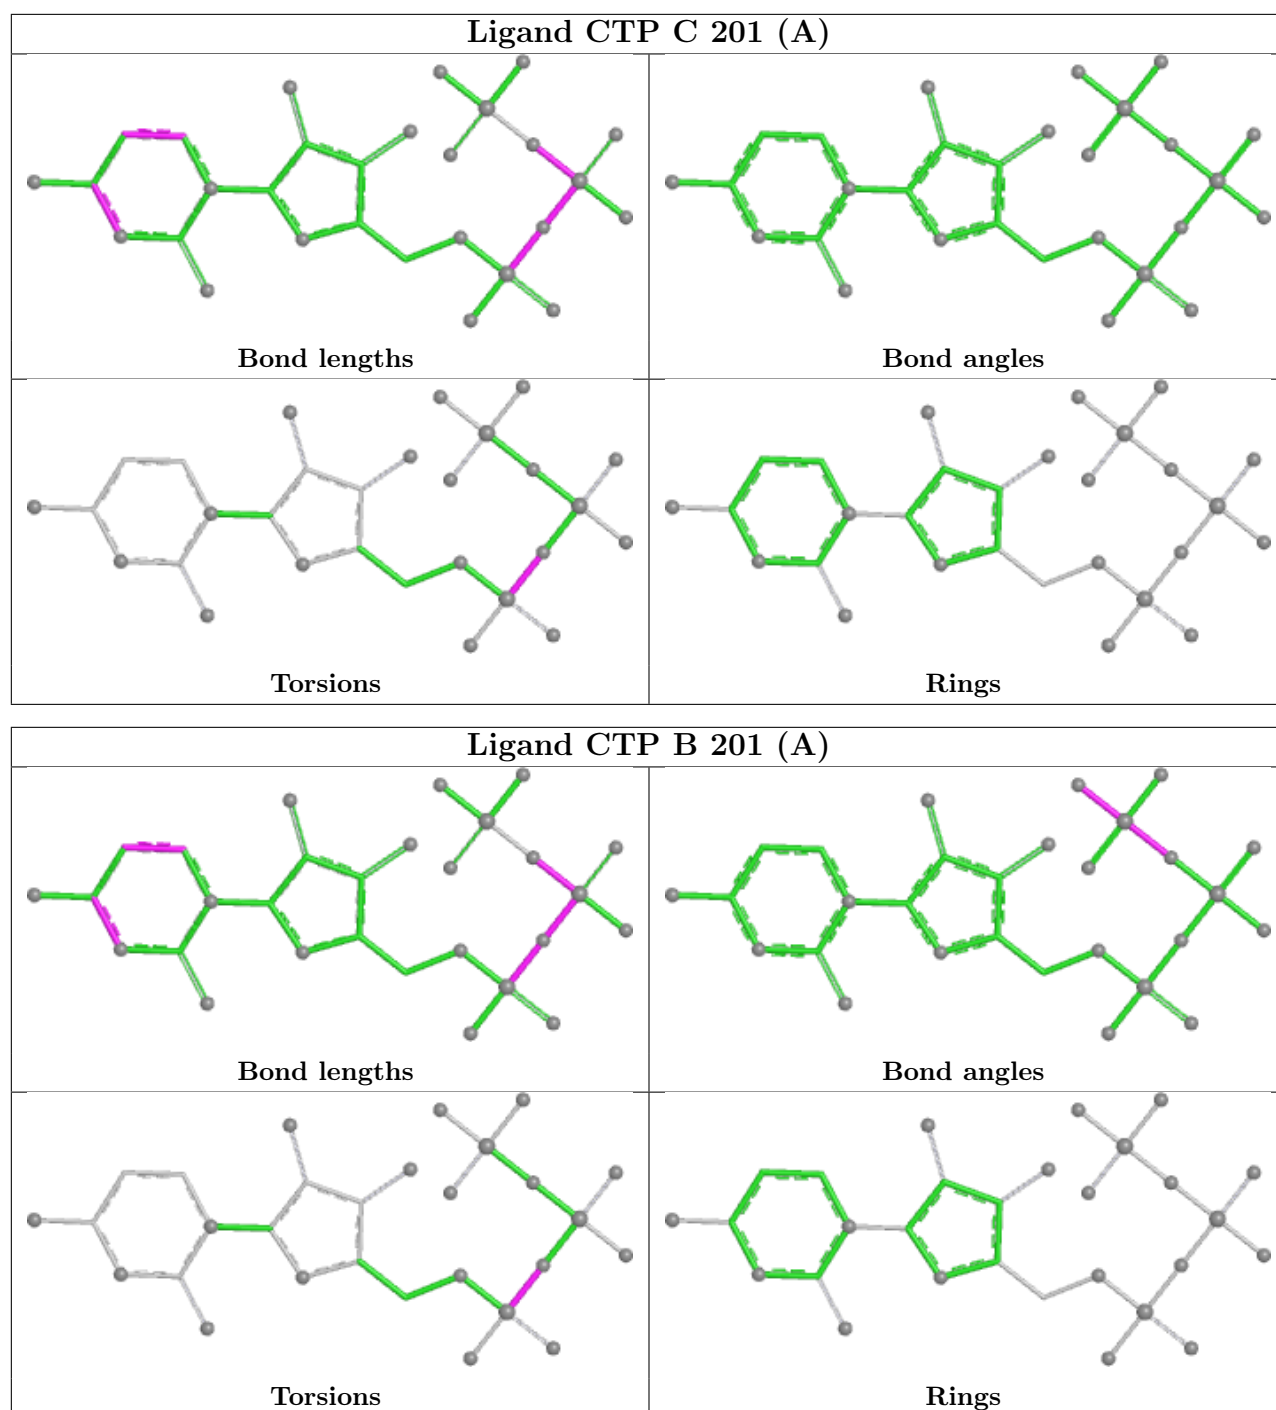 Ligand CTP C 201 (A)
Bond lengths
Bond angles
Torsions
Rings
Ligand CTP B 201 (A)
Bond lengths
Bond angles
Torsions
Rings